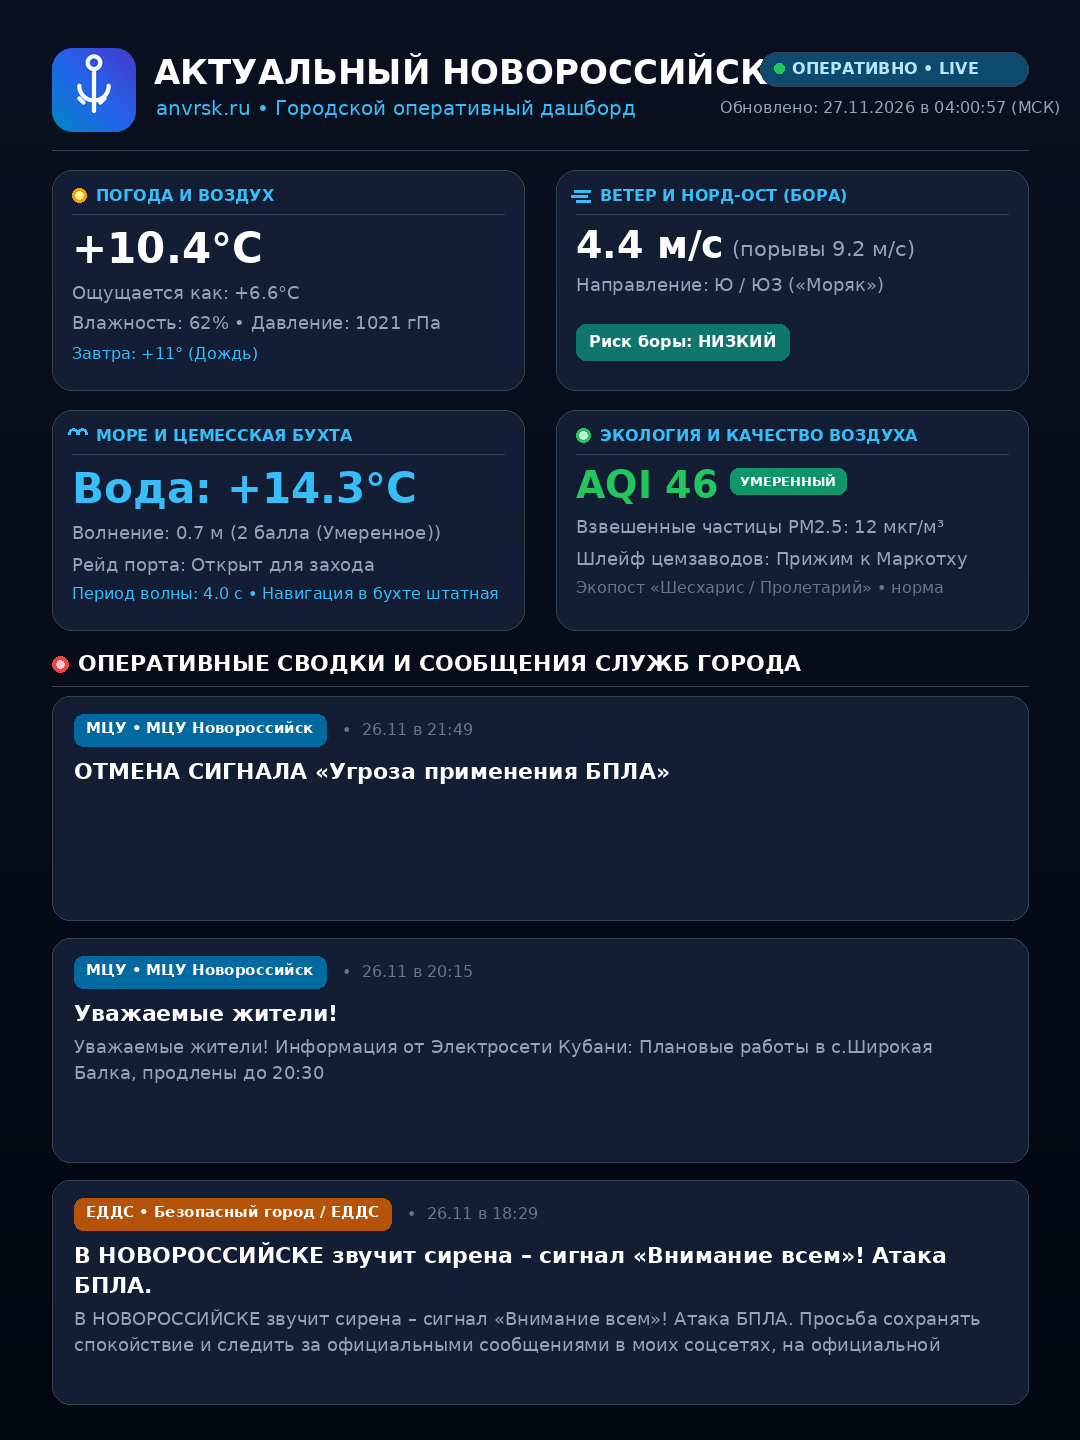 АКТУАЛЬНЫЙ НОВОРОССИЙСК
ОПЕРАТИВНО • LIVE
anvrsk.ru • Городской оперативный дашборд
Обновлено: 27.11.2026 в 04:00:57 (МСК)
ПОГОДА И ВОЗДУХ
+10.4°C
Ощущается как: +6.6°C
Влажность: 62% • Давление: 1021 гПа
Завтра: +11° (Дождь)
ВЕТЕР И НОРД-ОСТ (БОРА)
4.4 м/с (порывы 9.2 м/с)
Направление: Ю / ЮЗ («Моряк»)
Риск боры: НИЗКИЙ
МОРЕ И ЦЕМЕССКАЯ БУХТА
Вода: +14.3°C
Волнение: 0.7 м (2 балла (Умеренное))
Рейд порта: Открыт для захода
Период волны: 4.0 с • Навигация в бухте штатная
ЭКОЛОГИЯ И КАЧЕСТВО ВОЗДУХА
AQI 46 УМЕРЕННЫЙ
Взвешенные частицы PM2.5: 12 мкг/м³
Шлейф цемзаводов: Прижим к Маркотху
Экопост «Шесхарис / Пролетарий» • норма
ОПЕРАТИВНЫЕ СВОДКИ И СООБЩЕНИЯ СЛУЖБ ГОРОДА
МЦУ • МЦУ Новороссийск • 26.11 в 21:49
ОТМЕНА СИГНАЛА «Угроза применения БПЛА»
МЦУ • МЦУ Новороссийск • 26.11 в 20:15
Уважаемые жители!
Уважаемые жители! Информация от Электросети Кубани: Плановые работы в с.Широкая
Балка, продлены до 20:30
ЕДДС • Безопасный город / ЕДДС • 26.11 в 18:29
В НОВОРОССИЙСКЕ звучит сирена – сигнал «Внимание всем»! Атака
БПЛА.
В НОВОРОССИЙСКЕ звучит сирена – сигнал «Внимание всем»! Атака БПЛА. Просьба сохранять
спокойствие и следить за официальными сообщениями в моих соцсетях, на официальной